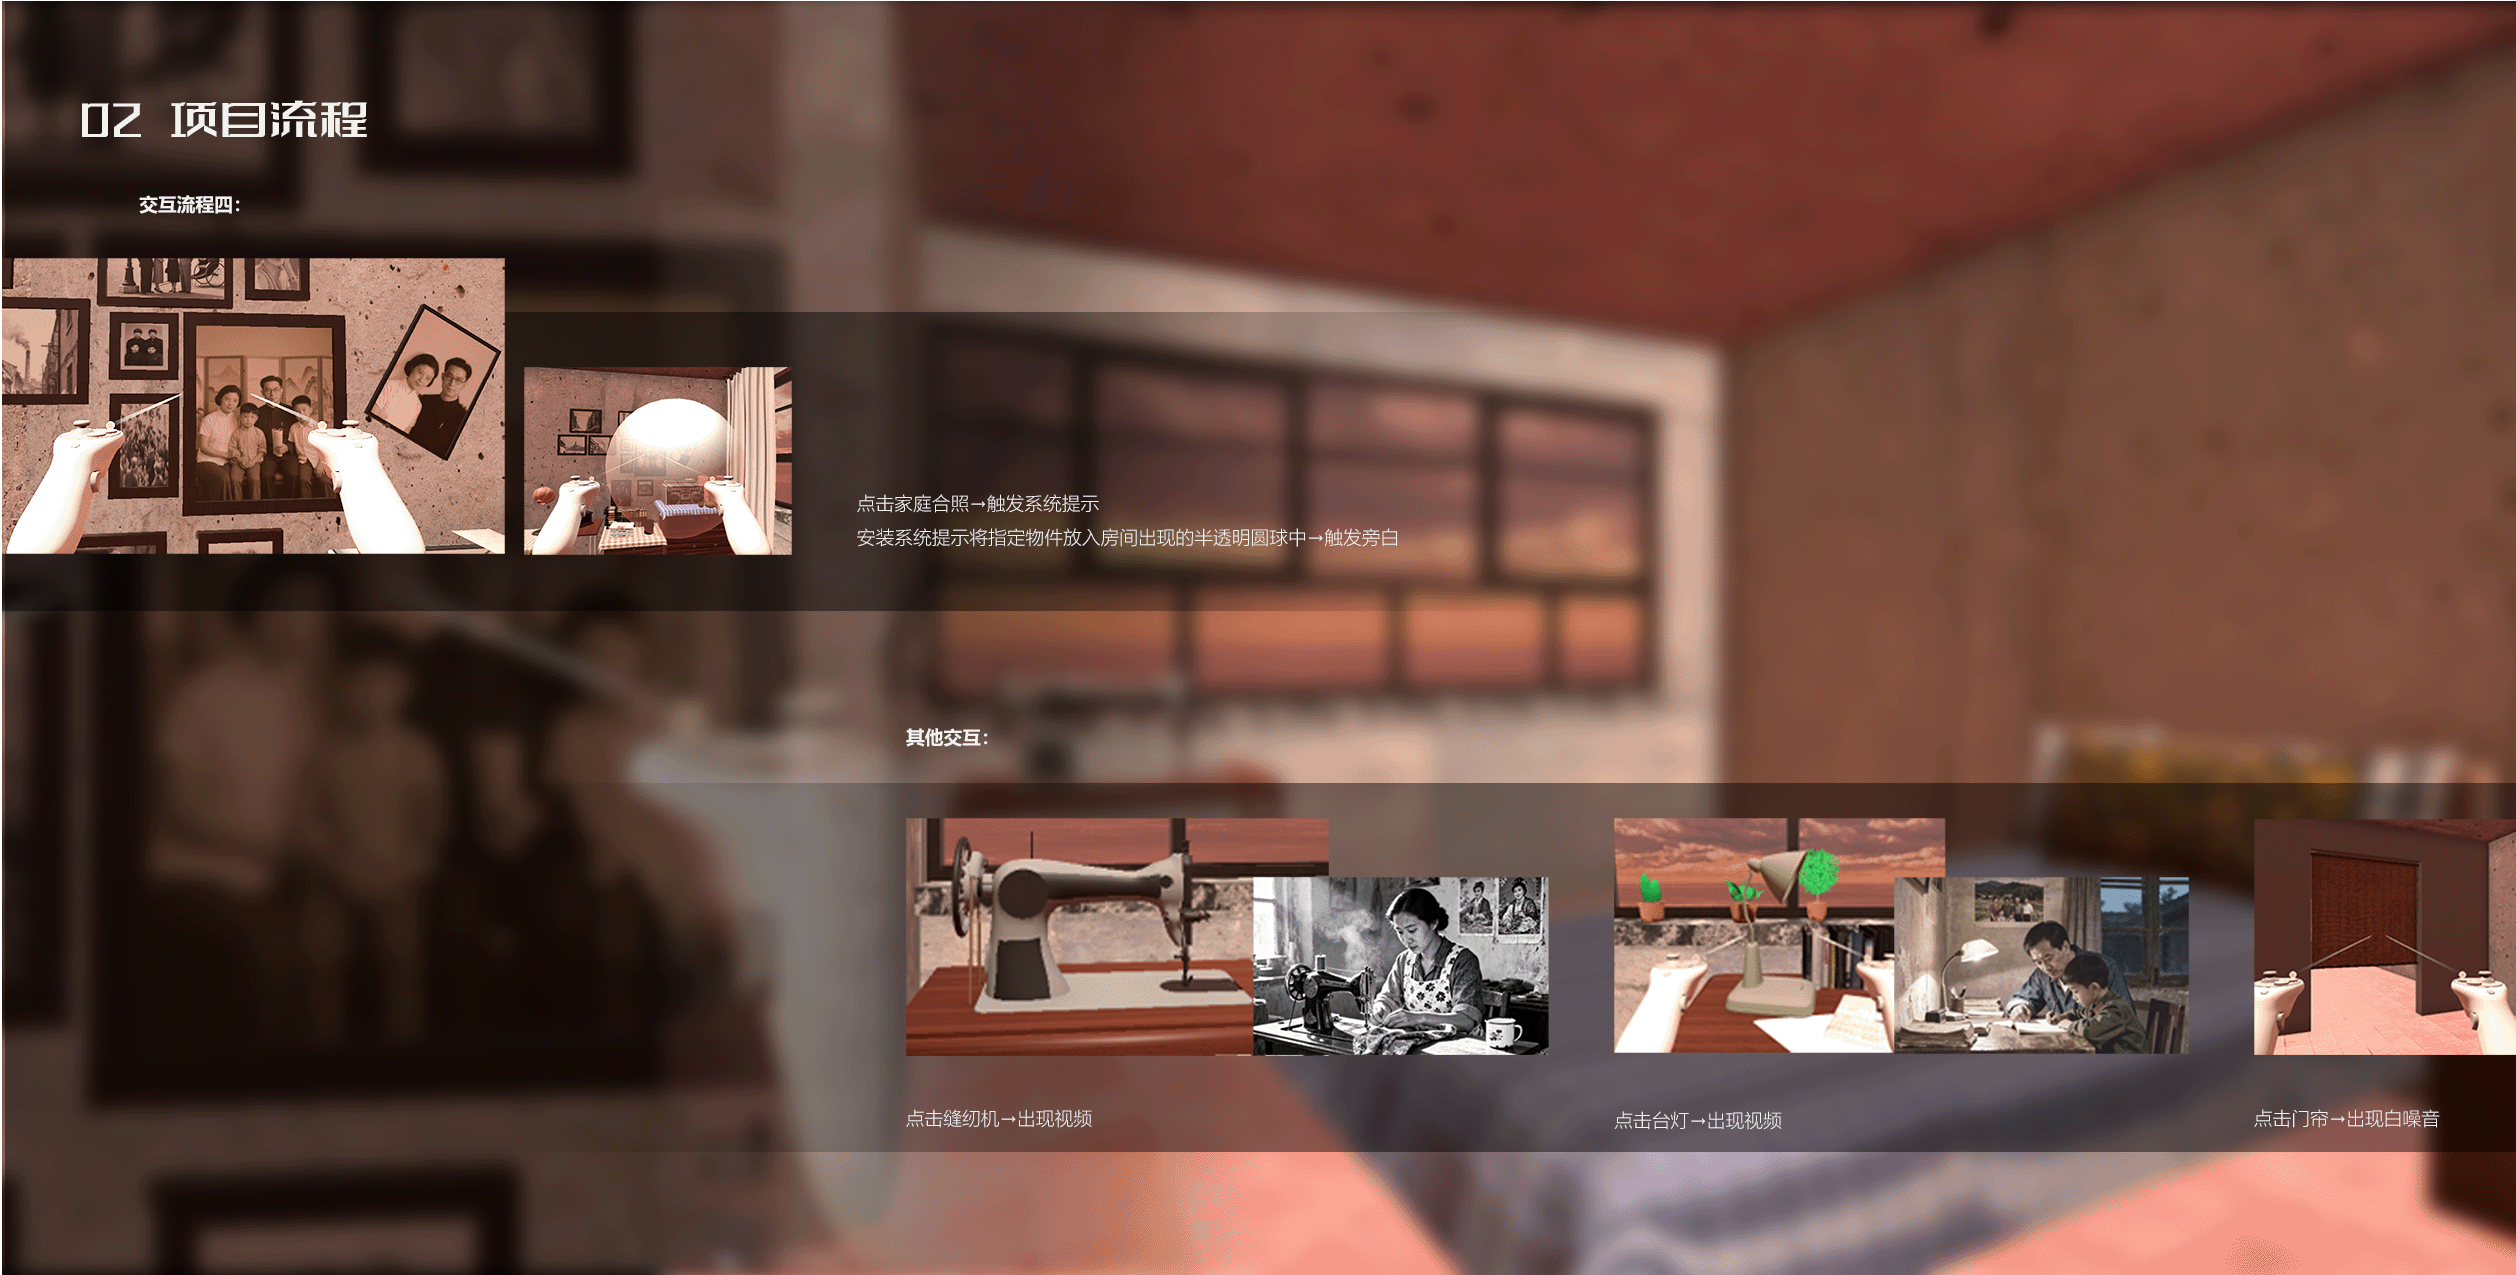 02 项目流程
交互流程四：
点击家庭合照→触发系统提示
安装系统提示将指定物件放入房间出现的半透明圆球中→触发旁白
其他交互：
点击缝纫机→出现视频
点击台灯→出现视频
点击门帘→出现白噪音